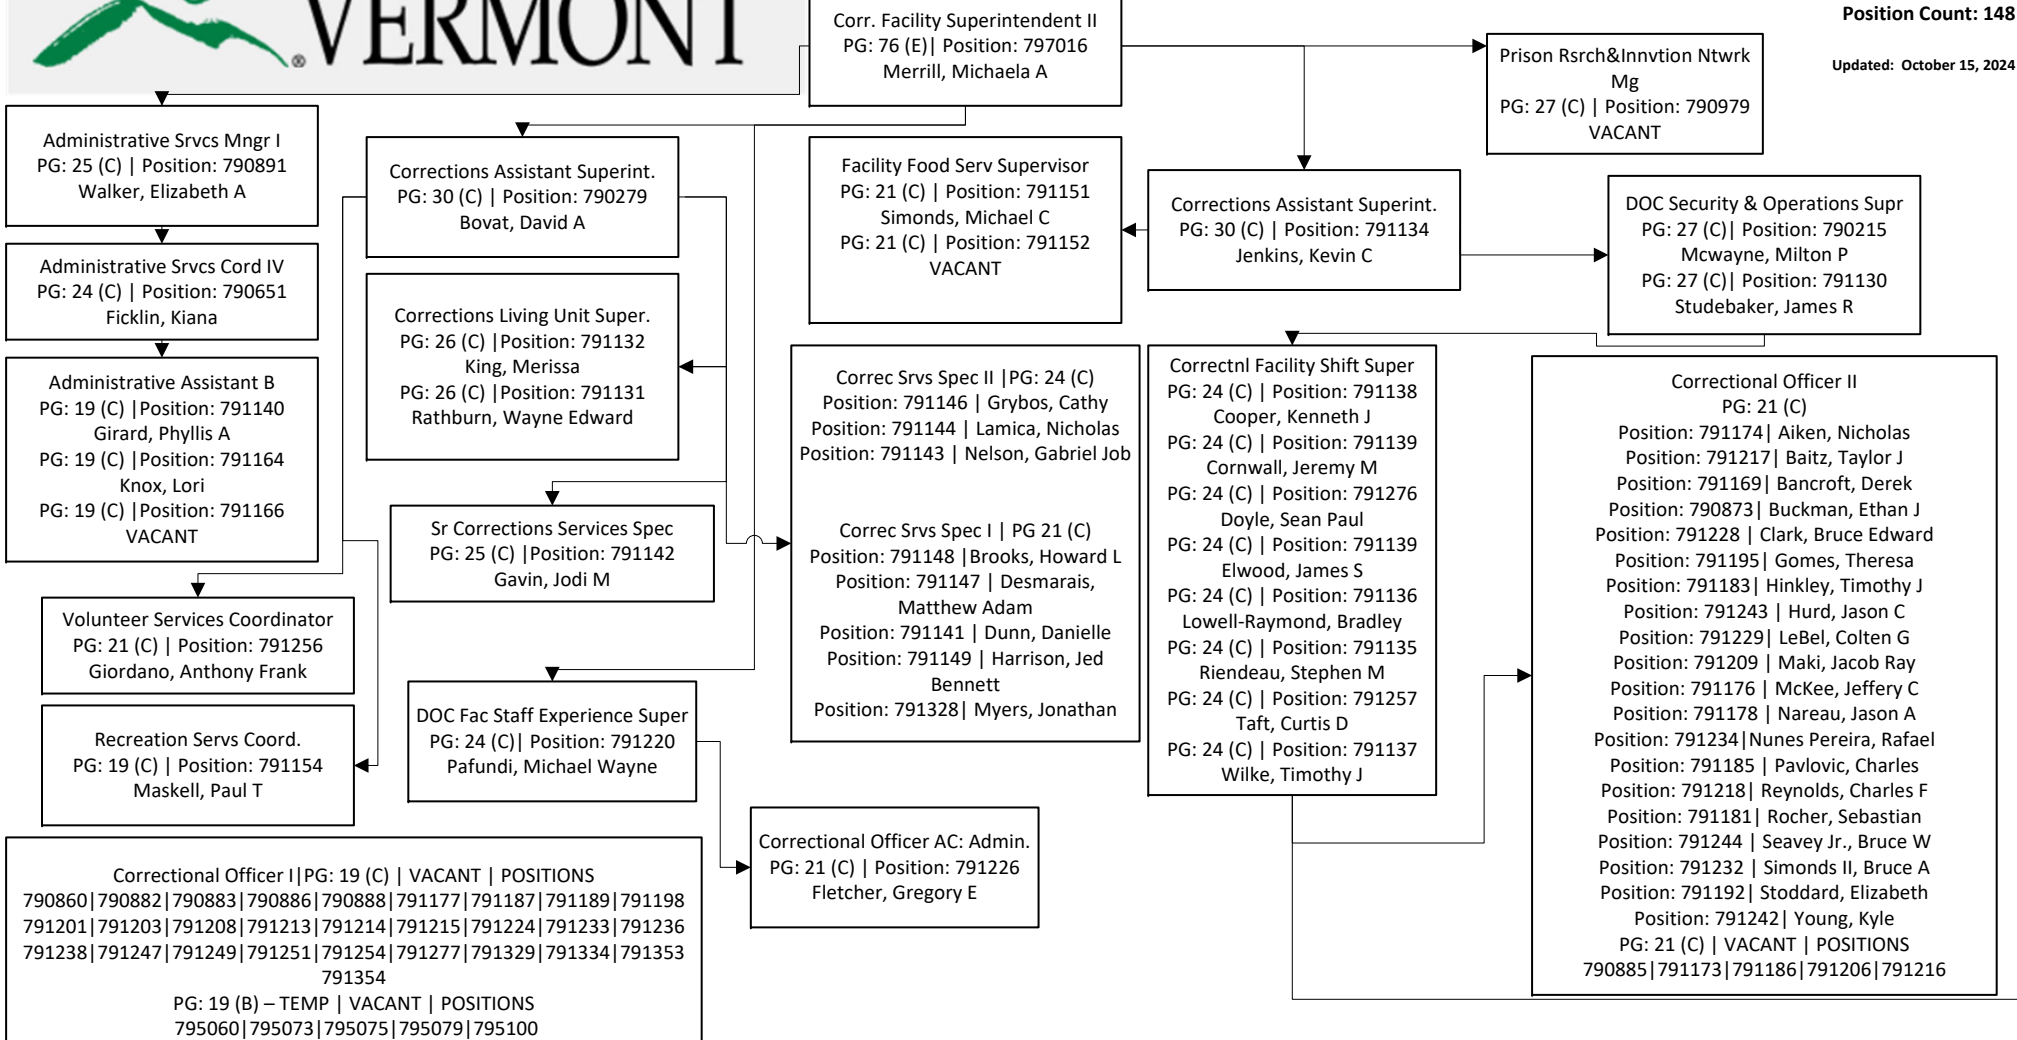 VERMONT
®
Corr. Facility Superintendent II
PG: 76 (E)| Position: 797016
Merrill, Michaela A
Position Count: 148
Updated:  October 15, 2024
Prison Rsrch&Innvtion Ntwrk
Mg
PG: 27 (C) | Position: 790979
VACANT
Administrative Srvcs Mngr I
PG: 25 (C) | Position: 790891
Walker, Elizabeth A
Corrections Assistant Superint.
PG: 30 (C) | Position: 790279
Bovat, David A
Facility Food Serv Supervisor
PG: 21 (C) | Position: 791151
Simonds, Michael C
PG: 21 (C) | Position: 791152
VACANT
Corrections Assistant Superint.
PG: 30 (C) | Position: 791134
Jenkins, Kevin C
DOC Security & Operations Supr
PG: 27 (C)| Position: 790215
Mcwayne, Milton P
PG: 27 (C)| Position: 791130
Studebaker, James R
Administrative Srvcs Cord IV
PG: 24 (C) | Position: 790651
Ficklin, Kiana
Corrections Living Unit Super.
PG: 26 (C) |Position: 791132
King, Merissa
PG: 26 (C) |Position: 791131
Rathburn, Wayne Edward
Administrative Assistant B
PG: 19 (C) |Position: 791140
Girard, Phyllis A
PG: 19 (C) |Position: 791164
Knox, Lori
PG: 19 (C) |Position: 791166
VACANT
Sr Corrections Services Spec
PG: 25 (C) |Position: 791142
Gavin, Jodi M
Correc Srvs Spec II |PG: 24 (C)
Position: 791146 | Grybos, Cathy
Position: 791144 | Lamica, Nicholas
Position: 791143 | Nelson, Gabriel Job
Correc Srvs Spec I | PG 21 (C)
Position: 791148 |Brooks, Howard L
Position: 791147 | Desmarais,
Matthew Adam
Position: 791141 | Dunn, Danielle
Position: 791149 | Harrison, Jed
Bennett
Position: 791328| Myers, Jonathan
Correctnl Facility Shift Super
PG: 24 (C) | Position: 791138
Cooper, Kenneth J
PG: 24 (C) | Position: 791139
Cornwall, Jeremy M
PG: 24 (C) | Position: 791276
Doyle, Sean Paul
PG: 24 (C) | Position: 791139
Elwood, James S
PG: 24 (C) | Position: 791136
Lowell-Raymond, Bradley
PG: 24 (C) | Position: 791135
Riendeau, Stephen M
PG: 24 (C) | Position: 791257
Taft, Curtis D
PG: 24 (C) | Position: 791137
Wilke, Timothy J
Correctional Officer II
PG: 21 (C)
Position: 791174| Aiken, Nicholas
Position: 791217| Baitz, Taylor J
Position: 791169| Bancroft, Derek
Position: 790873| Buckman, Ethan J
Position: 791228 | Clark, Bruce Edward
Position: 791195| Gomes, Theresa
Position: 791183| Hinkley, Timothy J
Position: 791243 | Hurd, Jason C
Position: 791229| LeBel, Colten G
Position: 791209 | Maki, Jacob Ray
Position: 791176 | McKee, Jeffery C
Position: 791178 | Nareau, Jason A
Position: 791234|Nunes Pereira, Rafael
Position: 791185 | Pavlovic, Charles
Position: 791218| Reynolds, Charles F
Position: 791181| Rocher, Sebastian
Position: 791244 | Seavey Jr., Bruce W
Position: 791232 | Simonds II, Bruce A
Position: 791192 | Stoddard, Elizabeth
Position: 791242| Young, Kyle
PG: 21 (C) | VACANT | POSITIONS
790885|791173|791186|791206|791216
Volunteer Services Coordinator
PG: 21 (C) | Position: 791256
Giordano, Anthony Frank
Recreation Servs Coord.
PG: 19 (C) | Position: 791154
Maskell, Paul T
DOC Fac Staff Experience Super
PG: 24 (C)| Position: 791220
Pafundi, Michael Wayne
Correctional Officer AC: Admin.
PG: 21 (C) | Position: 791226
Fletcher, Gregory E
Correctional Officer I|PG: 19 (C) | VACANT | POSITIONS
790860|790882|790883|790886|790888|791177|791187|791189|791198
791201|791203|791208|791213|791214|791215|791224|791233|791236
791238|791247|791249|791251|791254|791277|791329|791334|791353
791354
PG: 19 (B) – TEMP | VACANT | POSITIONS
795060|795073|795075|795079|795100